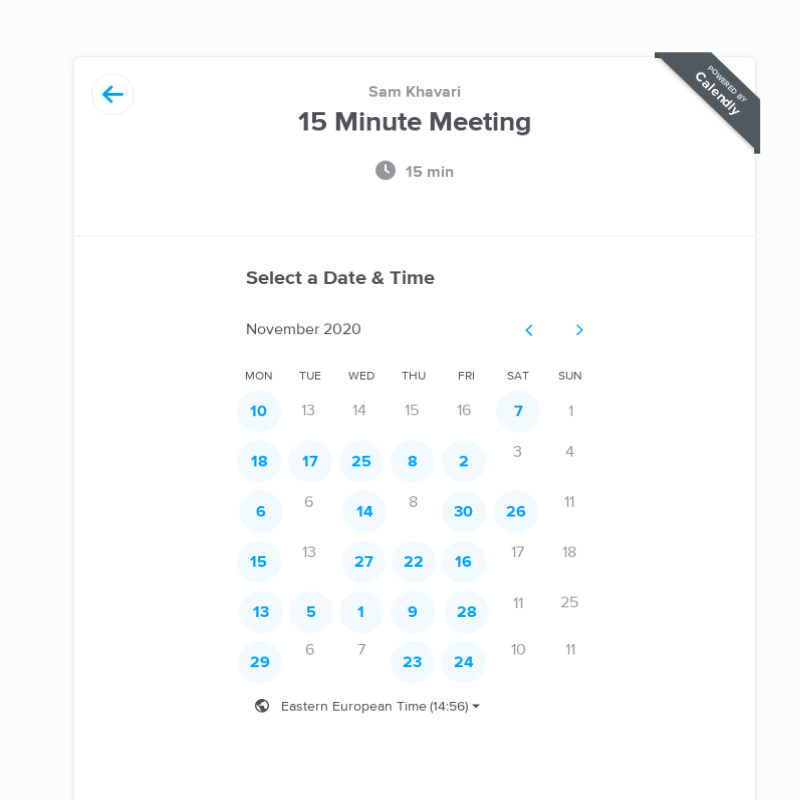 POWERED BY
Calendly
Sam Khavari
15 Minute Meeting
15 min
Select a Date & Time
November 2020
MON TUE WED THU FRI SAT SUN
10 13 14 15 16 7 1
18 17 25 8 2 3 4
6 6 14 8 30 26 11
15 13 27 22 16 17 18
13 5 1 9 28 11 25
29 6 7 23 24 10 11
Eastern European Time (14:56)